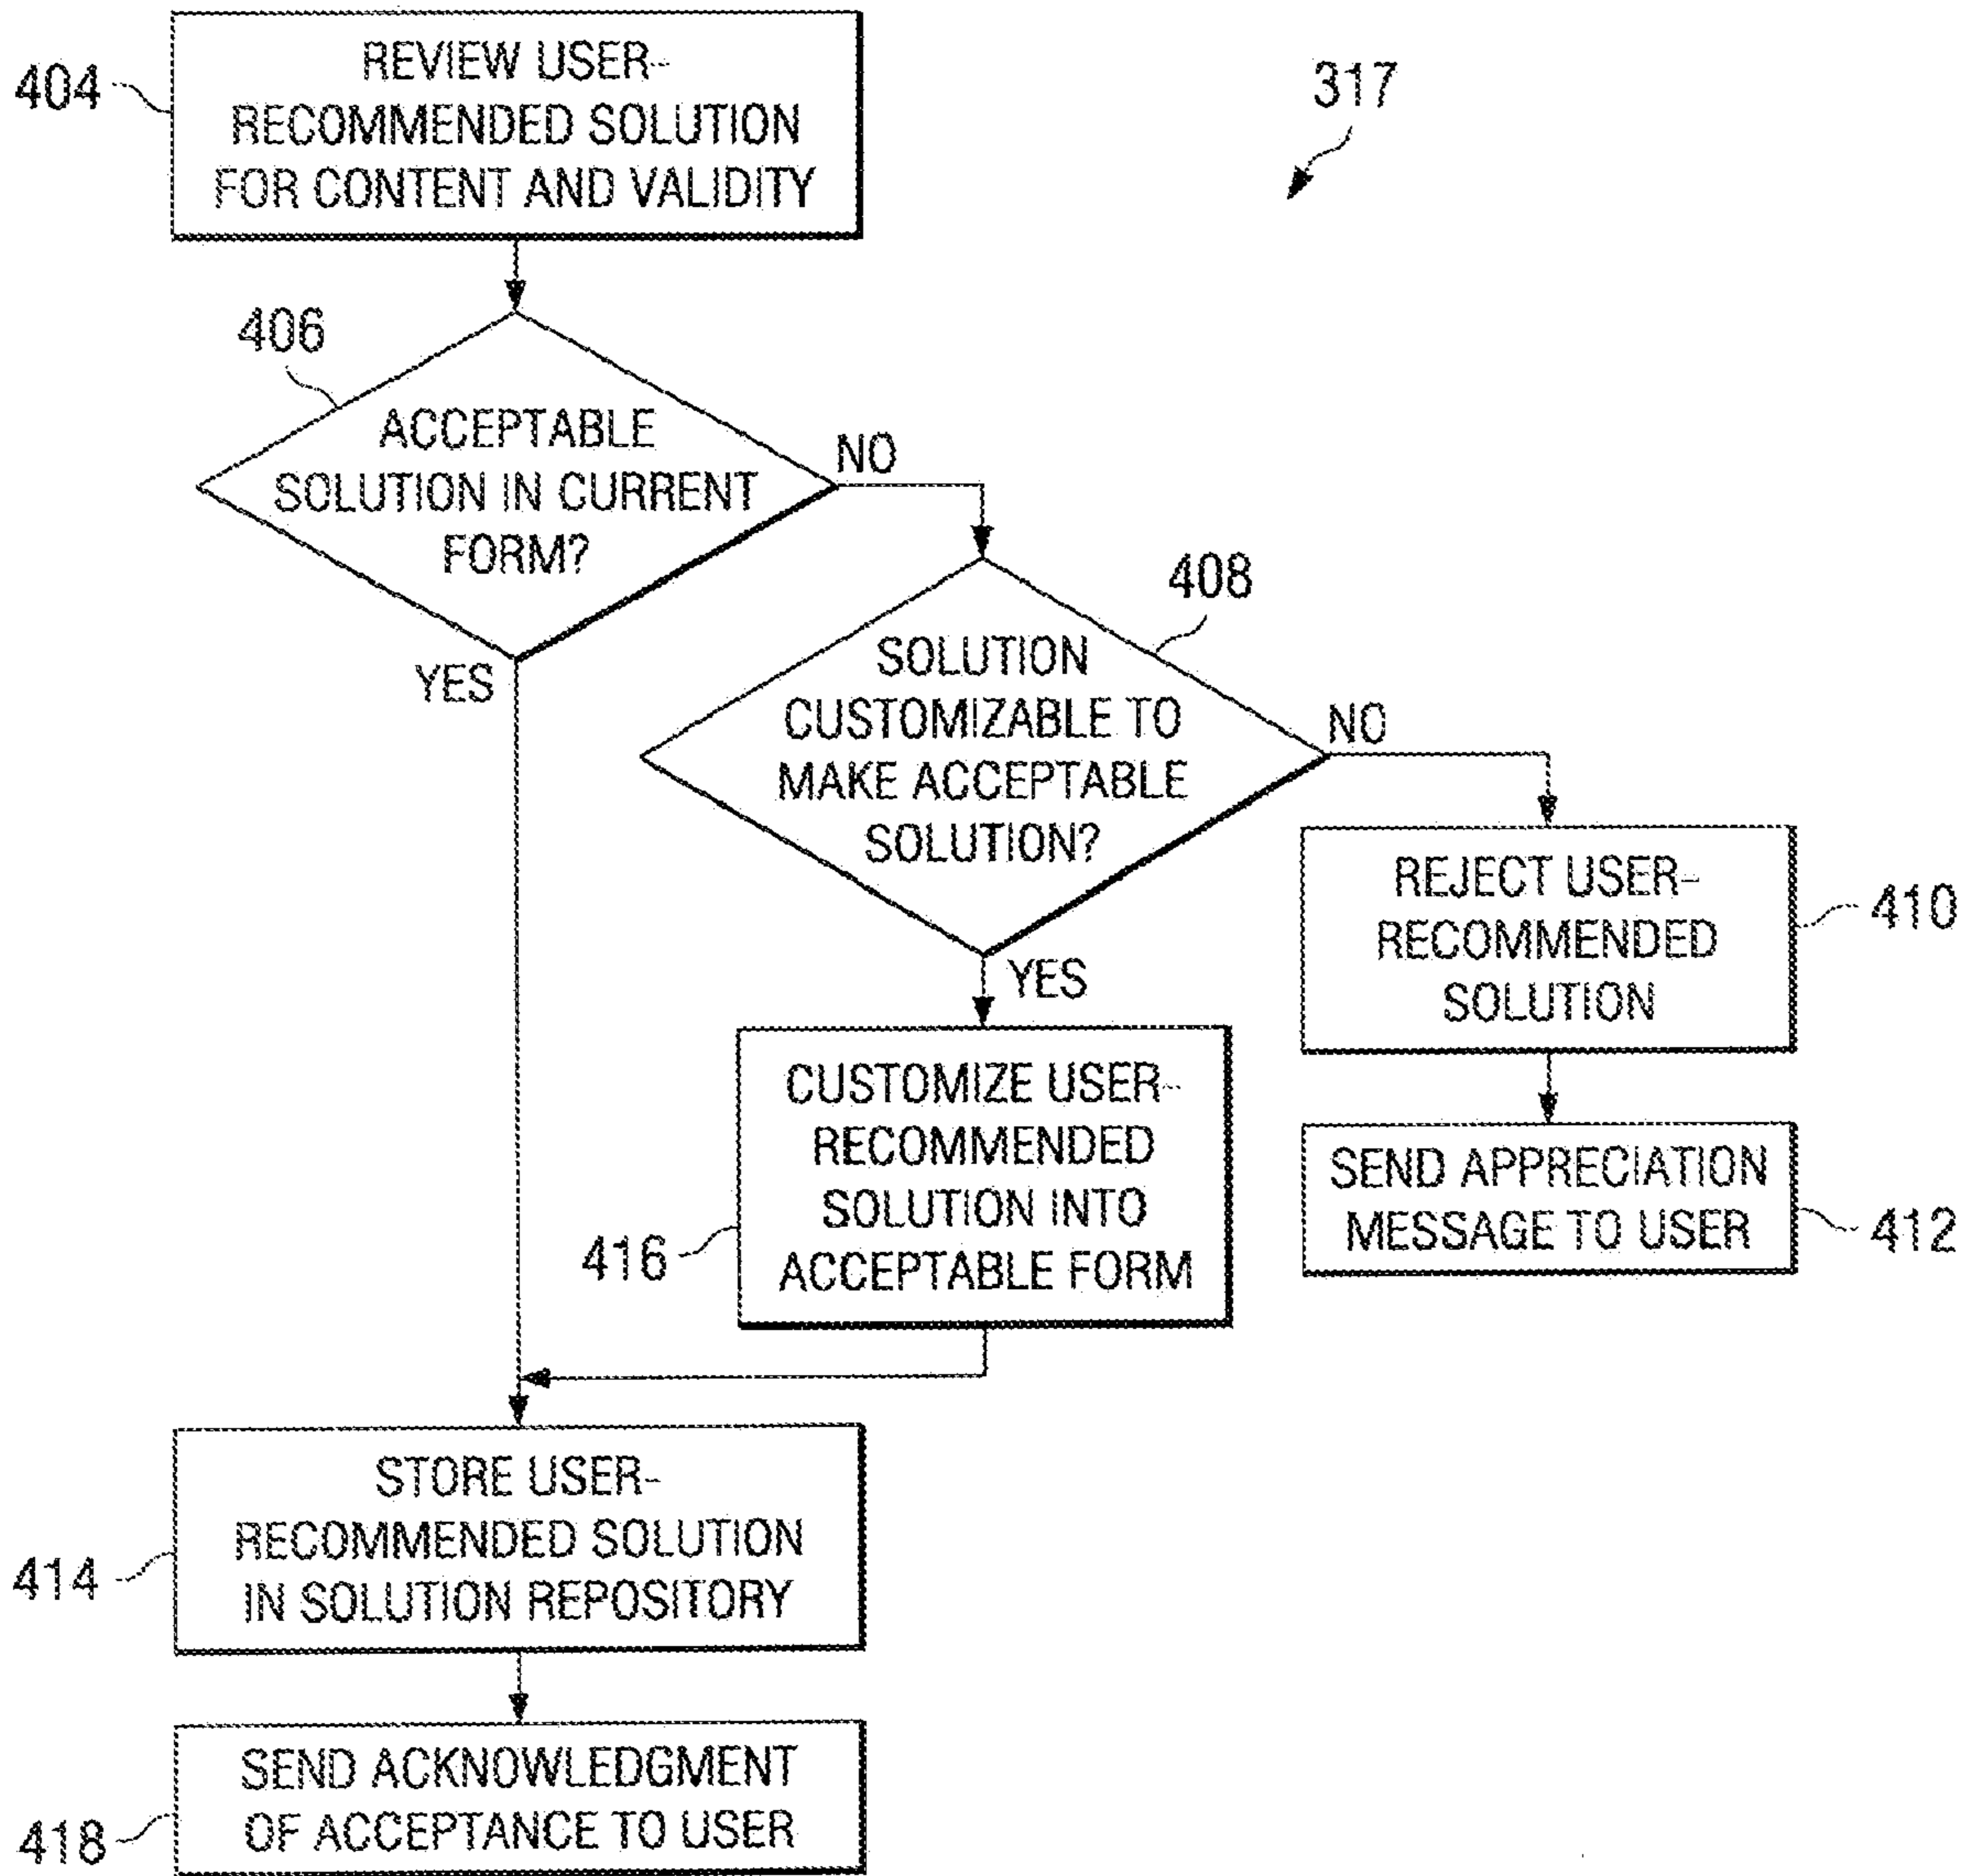 404
REVIEW USER-
RECOMMENDED SOLUTION
FOR CONTENT AND VALIDITY
317
406
ACCEPTABLE
SOLUTION IN CURRENT
FORM?
NO
YES
408
SOLUTION
CUSTOMIZABLE TO
MAKE ACCEPTABLE
SOLUTION?
NO
YES
REJECT USER-
RECOMMENDED
SOLUTION
410
SEND APPRECIATION
MESSAGE TO USER
412
CUSTOMIZE USER-
RECOMMENDED
SOLUTION INTO
ACCEPTABLE FORM
416
STORE USER-
RECOMMENDED SOLUTION
IN SOLUTION REPOSITORY
414
SEND ACKNOWLEDGMENT
OF ACCEPTANCE TO USER
418